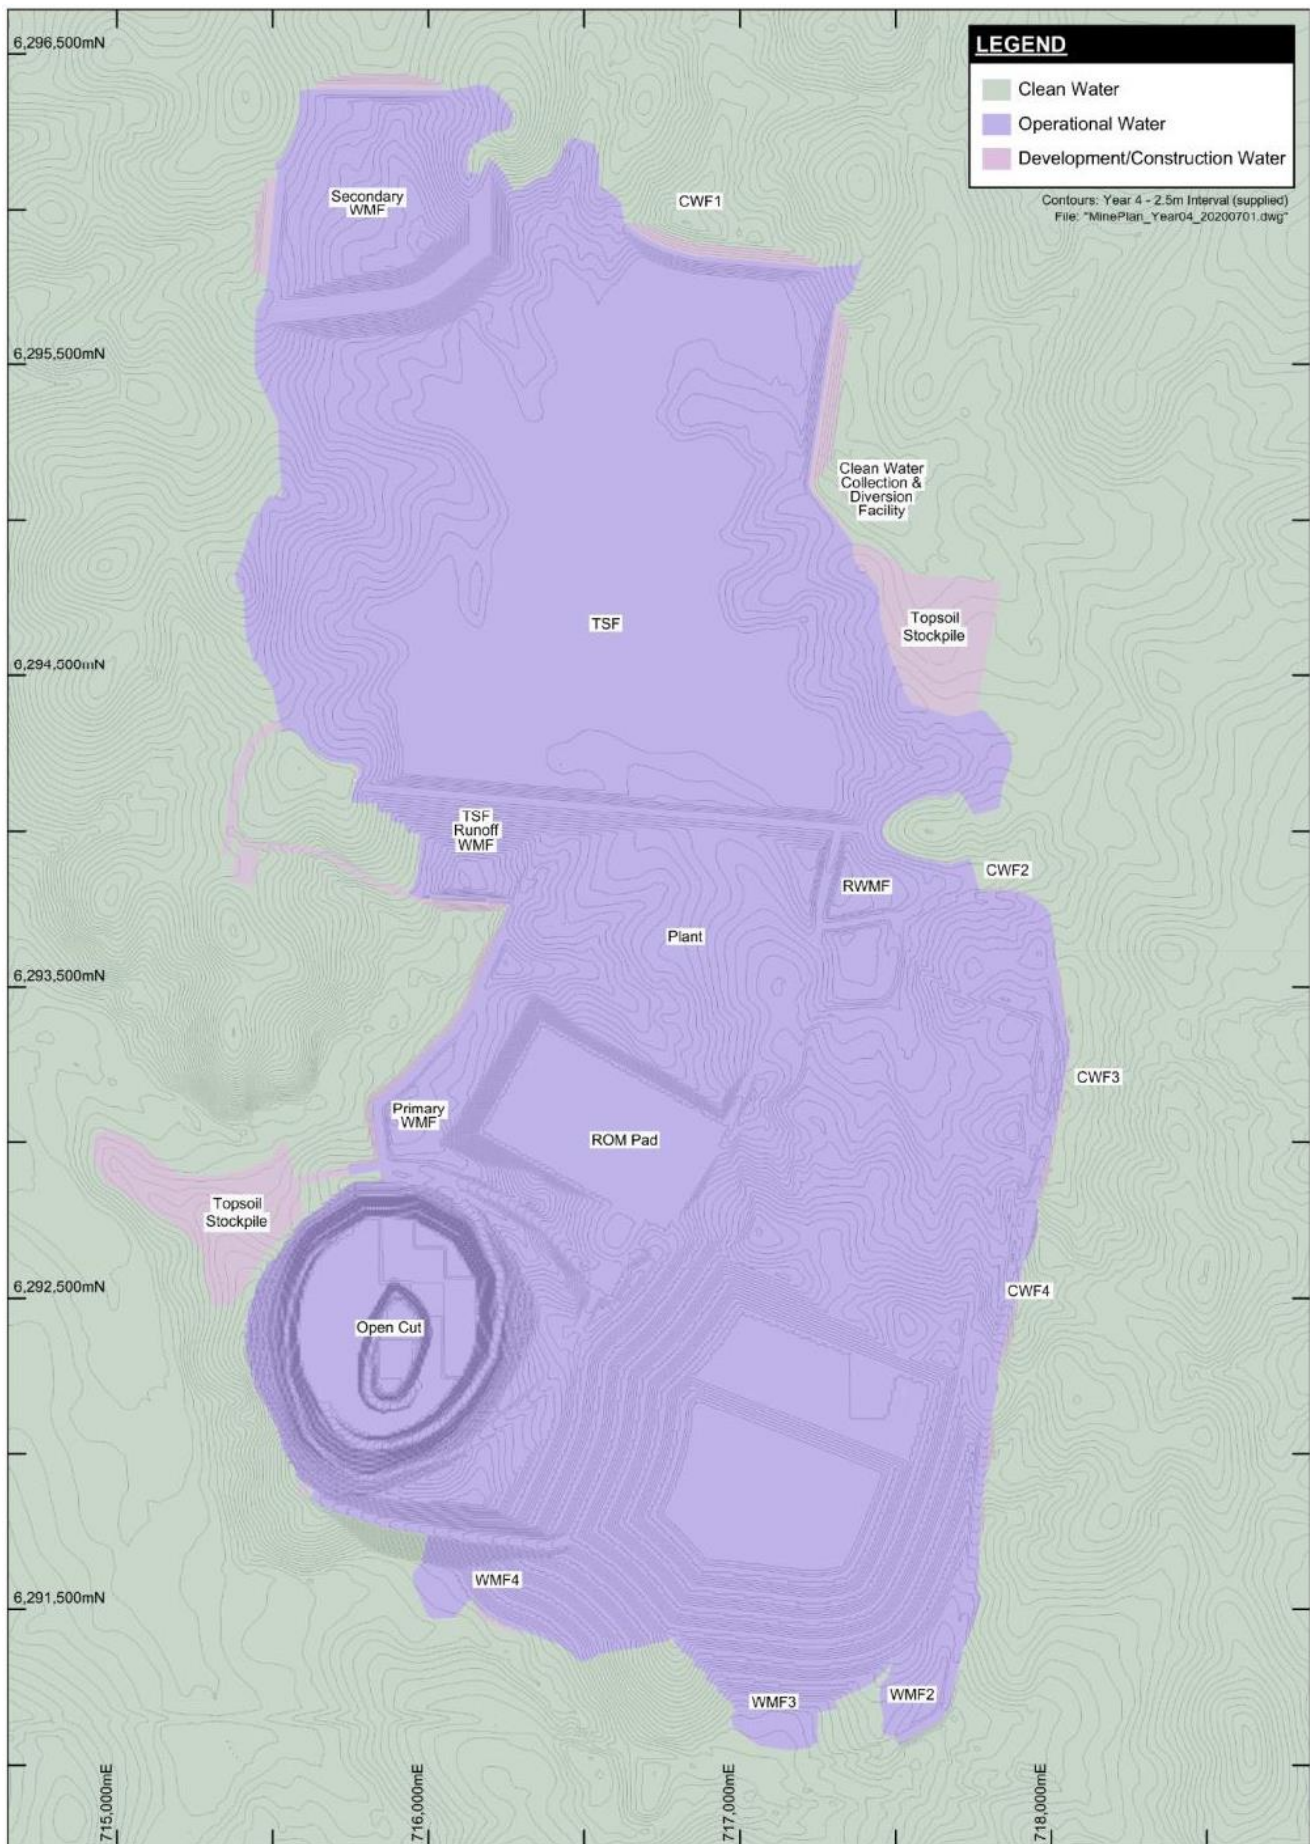 6,296,500mN
LEGEND
Clean Water
Operational Water
Development/Construction Water
Contours: Year 4 - 2.5m Interval (supplied)
File: "MinePlan_Year04_20200701.dwg"
Secondary
WMF
CWF1
6,295,500mN
Clean Water
Collection &
Diversion
Facility
TSF
Topsoil
Stockpile
6,294,500mN
TSF
Runoff
WMF
CWF2
RWMF
Plant
6,293,500mN
CWF3
Primary
WMF
ROM Pad
Topsoil
Stockpile
6,292,500mN
CWF4
Open Cut
WMF4
6,291,500mN
WMF3
WMF2
715,000mE
716,000mE
717,000mE
718,000mE